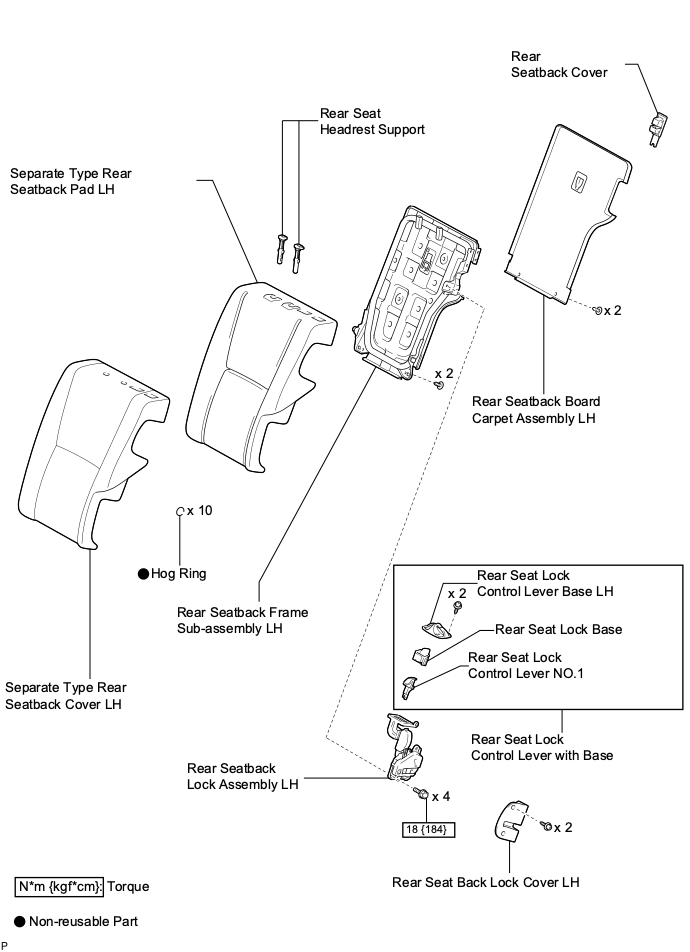 Rear
Seatback Cover
Rear Seat
Headrest Support
Separate Type Rear
Seatback Pad LH
x 2
x 2
Rear Seatback Board
Carpet Assembly LH
x 10
Hog Ring
Rear Seatback Frame
Sub-assembly LH
Separate Type Rear
Seatback Cover LH
Rear Seat Lock
Control Lever Base LH
x 2
Rear Seat Lock Base
Rear Seat Lock
Control Lever NO.1
Rear Seat Lock
Control Lever with Base
Rear Seatback
Lock Assembly LH
x 4
18 {184}
x 2
Rear Seat Back Lock Cover LH
N*m {kgf*cm}: Torque
Non-reusable Part
P